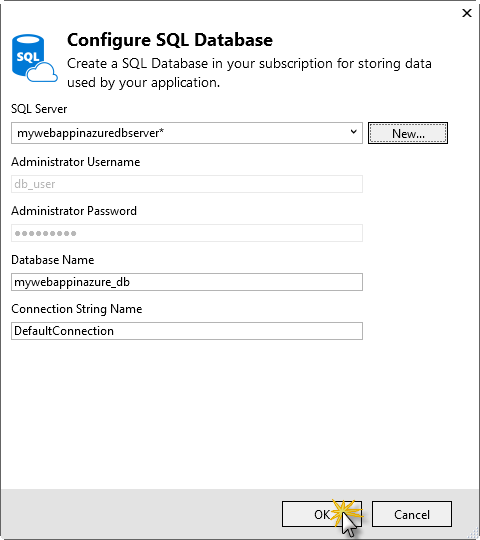 Configure SQL Database
Create a SQL Database in your subscription for storing data
used by your application.
SQL
SQL Server
mywebappinazuredbserver*
New...
Administrator Username
db_user
Administrator Password
●●●●●●●●●
Database Name
mywebappinazure_db
Connection String Name
DefaultConnection
OK
Cancel